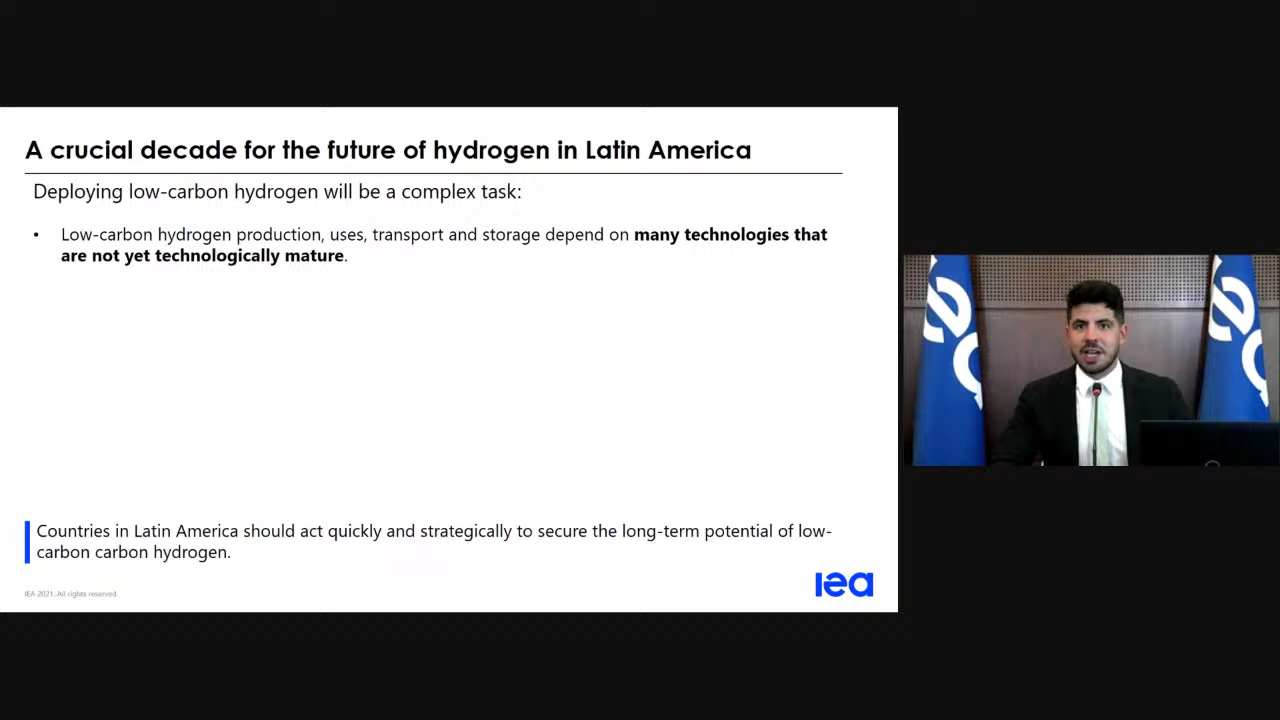 A crucial decade for the future of hydrogen in Latin America
Deploying low-carbon hydrogen will be a complex task:
• Low-carbon hydrogen production, uses, transport and storage depend on many technologies that
are not yet technologically mature.
Countries in Latin America should act quickly and strategically to secure the long-term potential of low-
carbon carbon hydrogen.
IEA 2021. All rights reserved.
iea